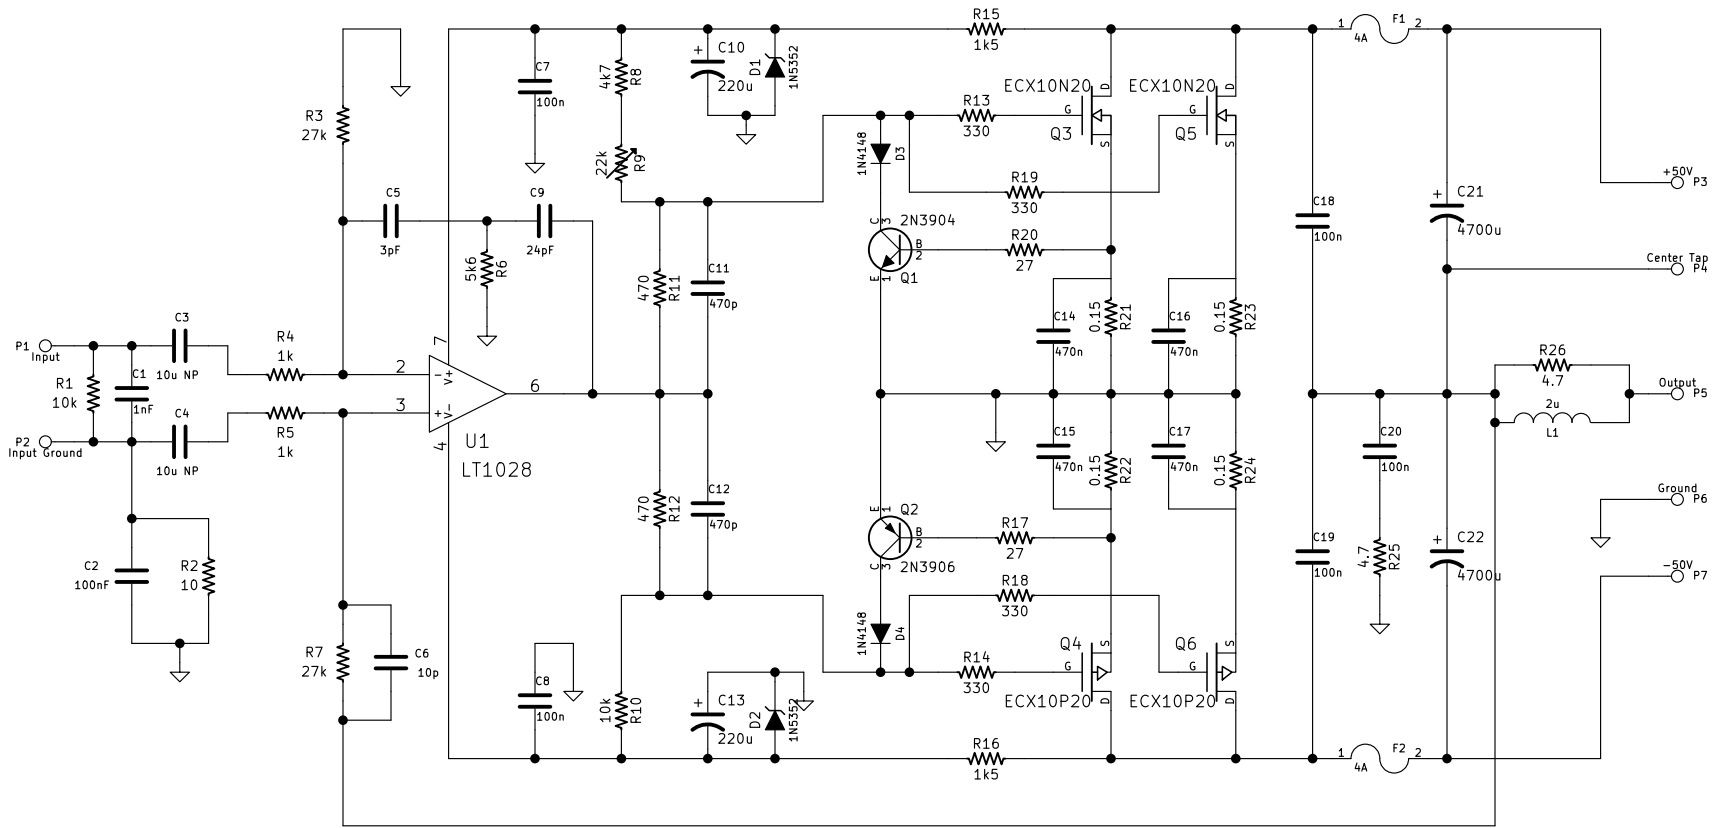 R15
1k5
1 F1 2
4A
C10
+
220u
D1
1N5352
C7
100n
4k7
R8
22k
R9
R3
27k
ECX10N20
ECX10N20
D
G
S
Q3
D
G
S
Q5
R13
330
1N4148
D3
R19
330
2N3904
C
3
B
2
E
1
Q1
R20
27
C5
3pF
C9
24pF
5k6
R6
470
R11
C11
470p
C14
470n
0.15
R21
C16
470n
0.15
R23
C18
100n
+
C21
4700u
+50V
P3
Center Tap
P4
P1
Input
C3
10u NP
R4
1k
R1
10k
C1
1nF
C4
10u NP
R5
1k
P2
Input Ground
2
3
7
4
6
-
+
V+
V-
U1
LT1028
R26
4.7
2u
L1
Output
P5
C15
470n
0.15
R22
C17
470n
0.15
R24
C20
100n
4.7
R25
470
R12
C12
470p
E
1
Q2
B
2
C
3
2N3906
R17
27
R18
330
C19
100n
+
C22
4700u
Ground
P6
-50V
P7
C2
100nF
R2
10
R7
27k
C6
10p
1N4148
D4
R14
330
Q4
S
G
D
ECX10P20
Q6
S
G
D
ECX10P20
C8
100n
10k
R10
+
C13
220u
D2
1N5352
R16
1k5
1 F2 2
4A